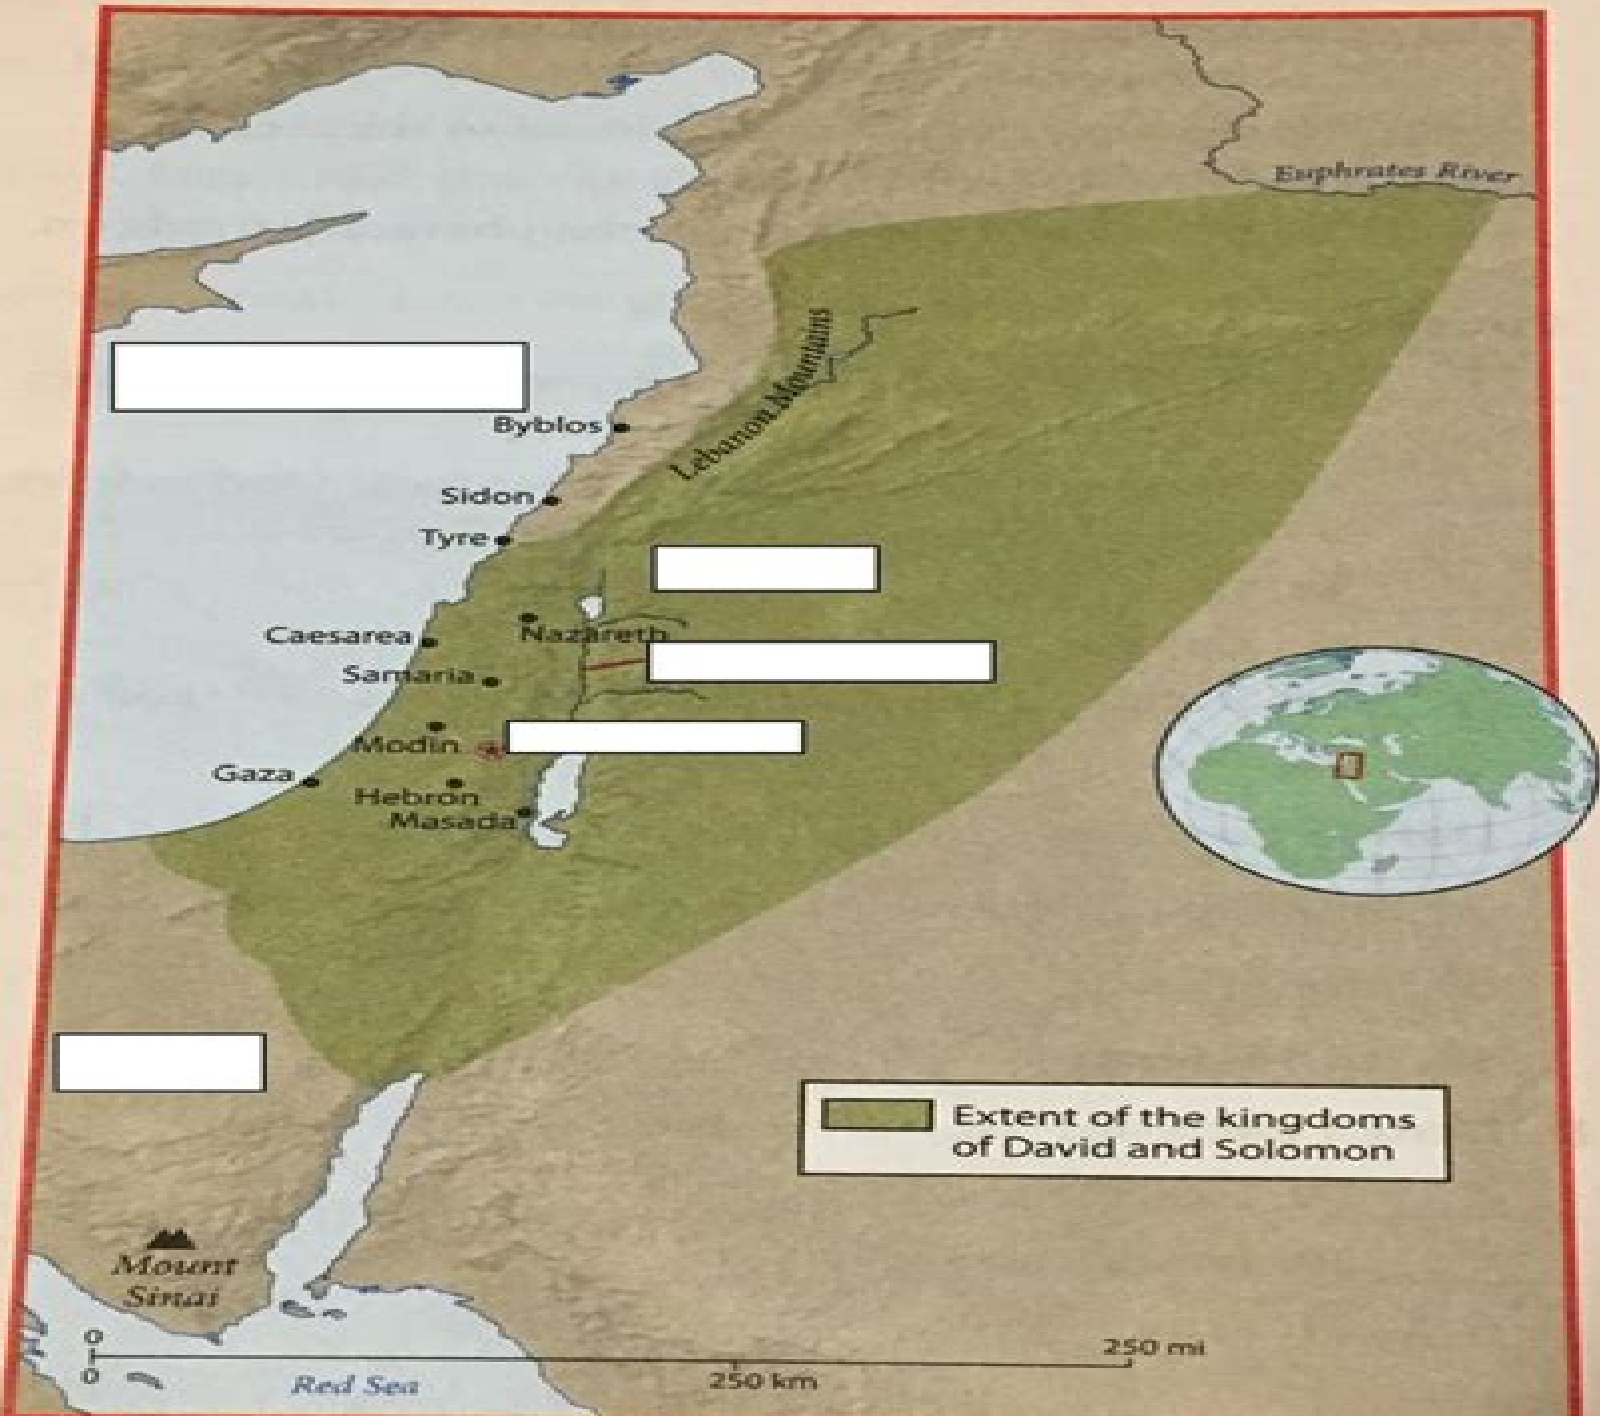 Euphrates River
Lebanon Mountains
Byblos
Sidon
Tyre
Nazareth
Caesarea
Samaria
Modin
Gaza
Hebron
Masada
Extent of the kingdoms
of David and Solomon
Mount
Sinai
0
250 mi
0
250 km
Red Sea